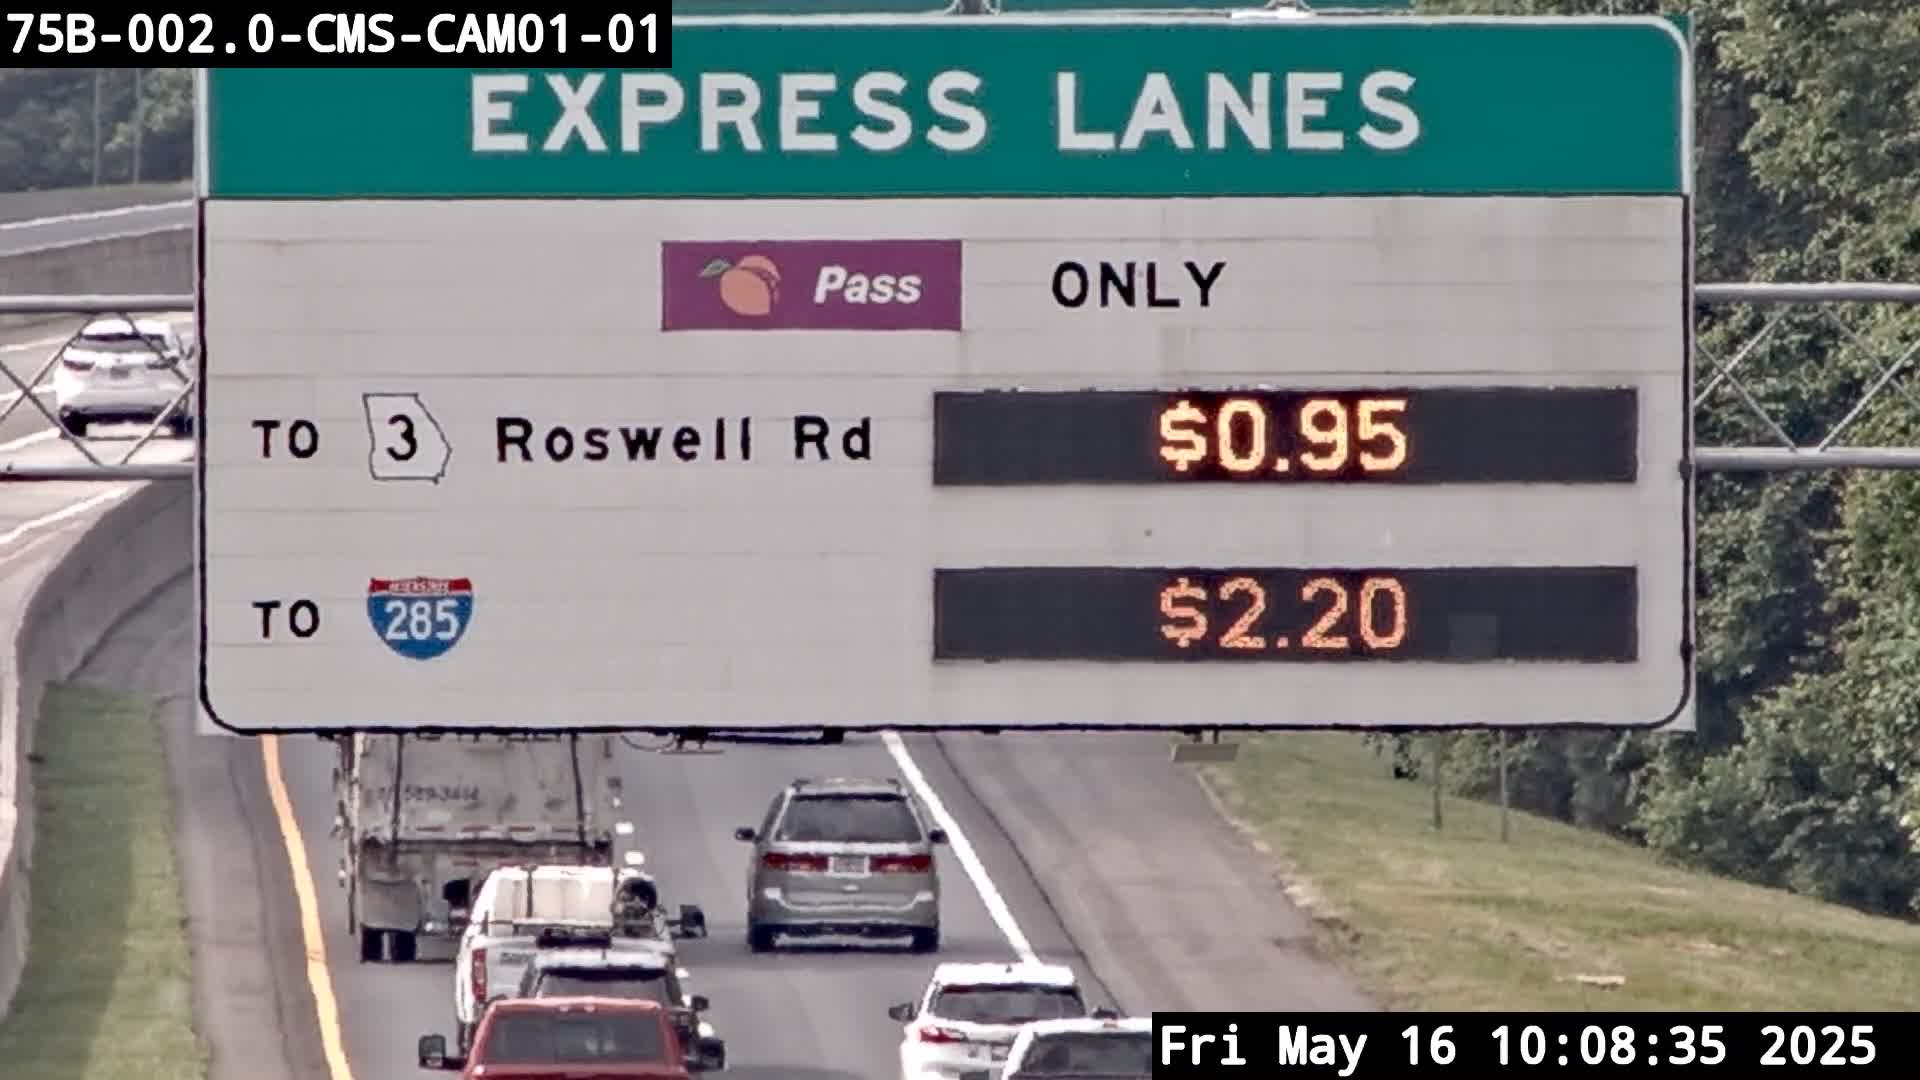 75B-002.0-CMS-CAM01-01
EXPRESS LANES
Pass ONLY
TO 3 Roswell Rd $0.95
TO 285 $2.20
Fri May 16 10:08:35 2025